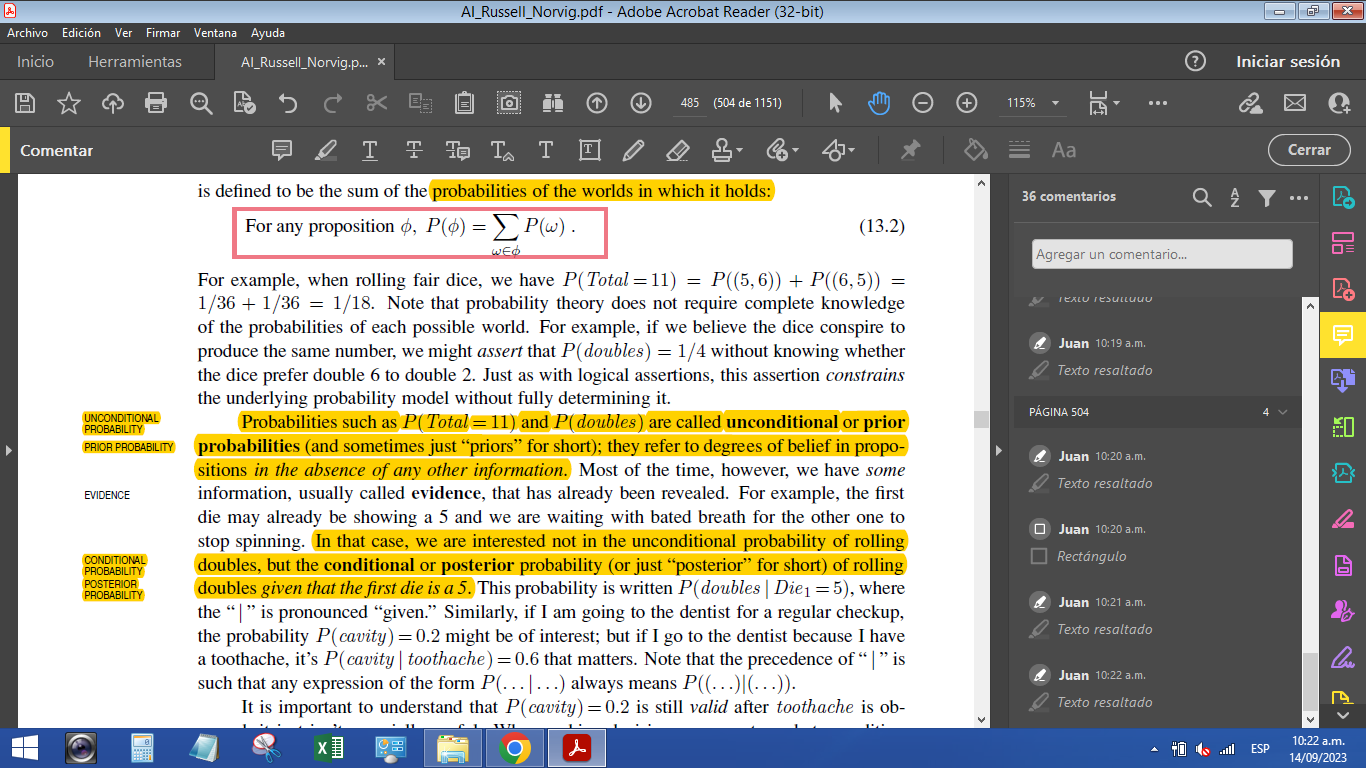 AI_Russell_Norvig.pdf - Adobe Acrobat Reader (32-bit)
Archivo Edición Ver Firmar Ventana Ayuda
Inicio Herramientas AI_Russell_Norvig.p... × Iniciar sesión
485 (504 de 1151) 115%
Comentar Cerrar
is defined to be the sum of the probabilities of the worlds in which it holds:
For any proposition ϕ, P(ϕ) = ∑ P(ω) . (13.2)
ω∈ϕ
For example, when rolling fair dice, we have P(Total = 11) = P((5, 6)) + P((6, 5)) =
1/36 + 1/36 = 1/18. Note that probability theory does not require complete knowledge
of the probabilities of each possible world. For example, if we believe the dice conspire to
produce the same number, we might assert that P(doubles) = 1/4 without knowing whether
the dice prefer double 6 to double 2. Just as with logical assertions, this assertion constrains
the underlying probability model without fully determining it.
UNCONDITIONAL
PROBABILITY
Probabilities such as P(Total = 11) and P(doubles) are called unconditional or prior
PRIOR PROBABILITY
probabilities (and sometimes just “priors” for short); they refer to degrees of belief in propo-
sitions in the absence of any other information. Most of the time, however, we have some
EVIDENCE
information, usually called evidence, that has already been revealed. For example, the first
die may already be showing a 5 and we are waiting with bated breath for the other one to
stop spinning. In that case, we are interested not in the unconditional probability of rolling
CONDITIONAL
PROBABILITY
doubles, but the conditional or posterior probability (or just “posterior” for short) of rolling
POSTERIOR
PROBABILITY
doubles given that the first die is a 5. This probability is written P(doubles | Die₁ = 5), where
the “ | ” is pronounced “given.” Similarly, if I am going to the dentist for a regular checkup,
the probability P(cavity) = 0.2 might be of interest; but if I go to the dentist because I have
a toothache, it’s P(cavity | toothache) = 0.6 that matters. Note that the precedence of “ | ” is
such that any expression of the form P(. . . | . . .) always means P((. . .)|(. . .)).
It is important to understand that P(cavity) = 0.2 is still valid after toothache is ob-
36 comentarios
Agregar un comentario...
Texto resaltado
Juan 10:19 a.m.
Texto resaltado
PÁGINA 504 4
Juan 10:20 a.m.
Texto resaltado
Juan 10:20 a.m.
Rectángulo
Juan 10:21 a.m.
Texto resaltado
Juan 10:22 a.m.
Texto resaltado
ESP
10:22 a.m.
14/09/2023